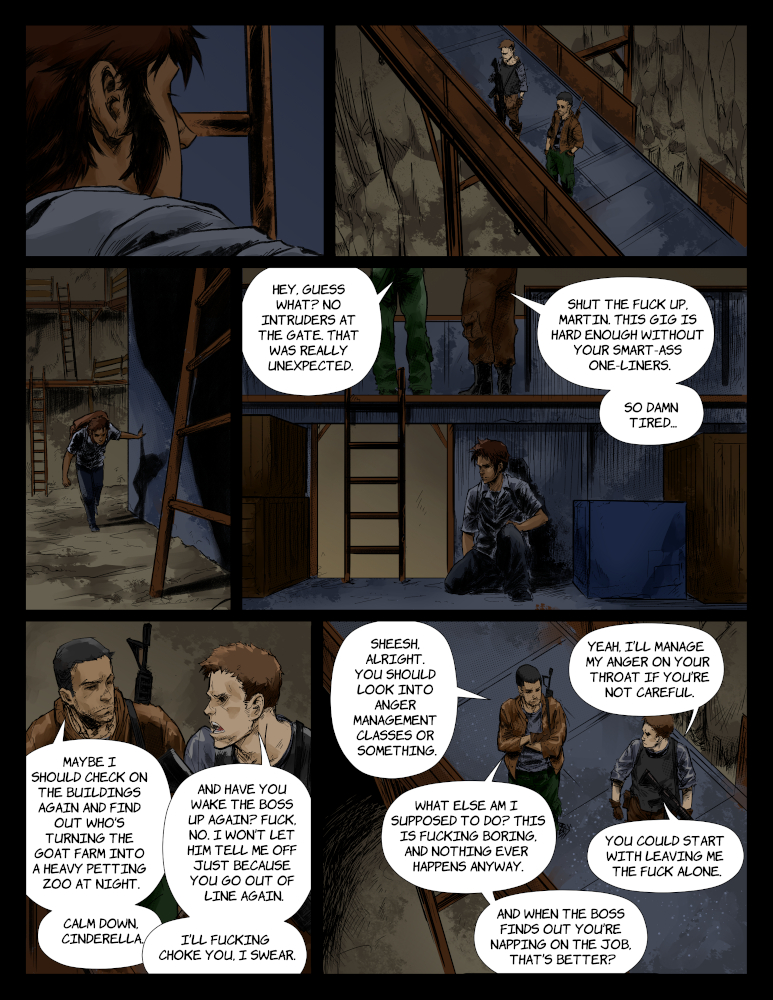 HEY, GUESS
WHAT? NO
INTRUDERS AT
THE GATE. THAT
WAS REALLY
UNEXPECTED.
SHUT THE FUCK UP,
MARTIN. THIS GIG IS
HARD ENOUGH WITHOUT
YOUR SMART-ASS
ONE-LINERS.
SO DAMN
TIRED...
MAYBE I
SHOULD CHECK ON
THE BUILDINGS
AGAIN AND FIND
OUT WHO'S
TURNING THE
GOAT FARM INTO
A HEAVY PETTING
ZOO AT NIGHT.
AND HAVE YOU
WAKE THE BOSS
UP AGAIN? FUCK,
NO. I WON'T LET
HIM TELL ME OFF
JUST BECAUSE
YOU GO OUT OF
LINE AGAIN.
CALM DOWN,
CINDERELLA.
I'LL FUCKING
CHOKE YOU, I SWEAR.
SHEESH,
ALRIGHT.
YOU SHOULD
LOOK INTO
ANGER
MANAGEMENT
CLASSES OR
SOMETHING.
YEAH, I'LL MANAGE
MY ANGER ON YOUR
THROAT IF YOU'RE
NOT CAREFUL.
WHAT ELSE AM I
SUPPOSED TO DO? THIS
IS FUCKING BORING,
AND NOTHING EVER
HAPPENS ANYWAY.
YOU COULD START
WITH LEAVING ME
THE FUCK ALONE.
AND WHEN THE BOSS
FINDS OUT YOU'RE
NAPPING ON THE JOB,
THAT'S BETTER?